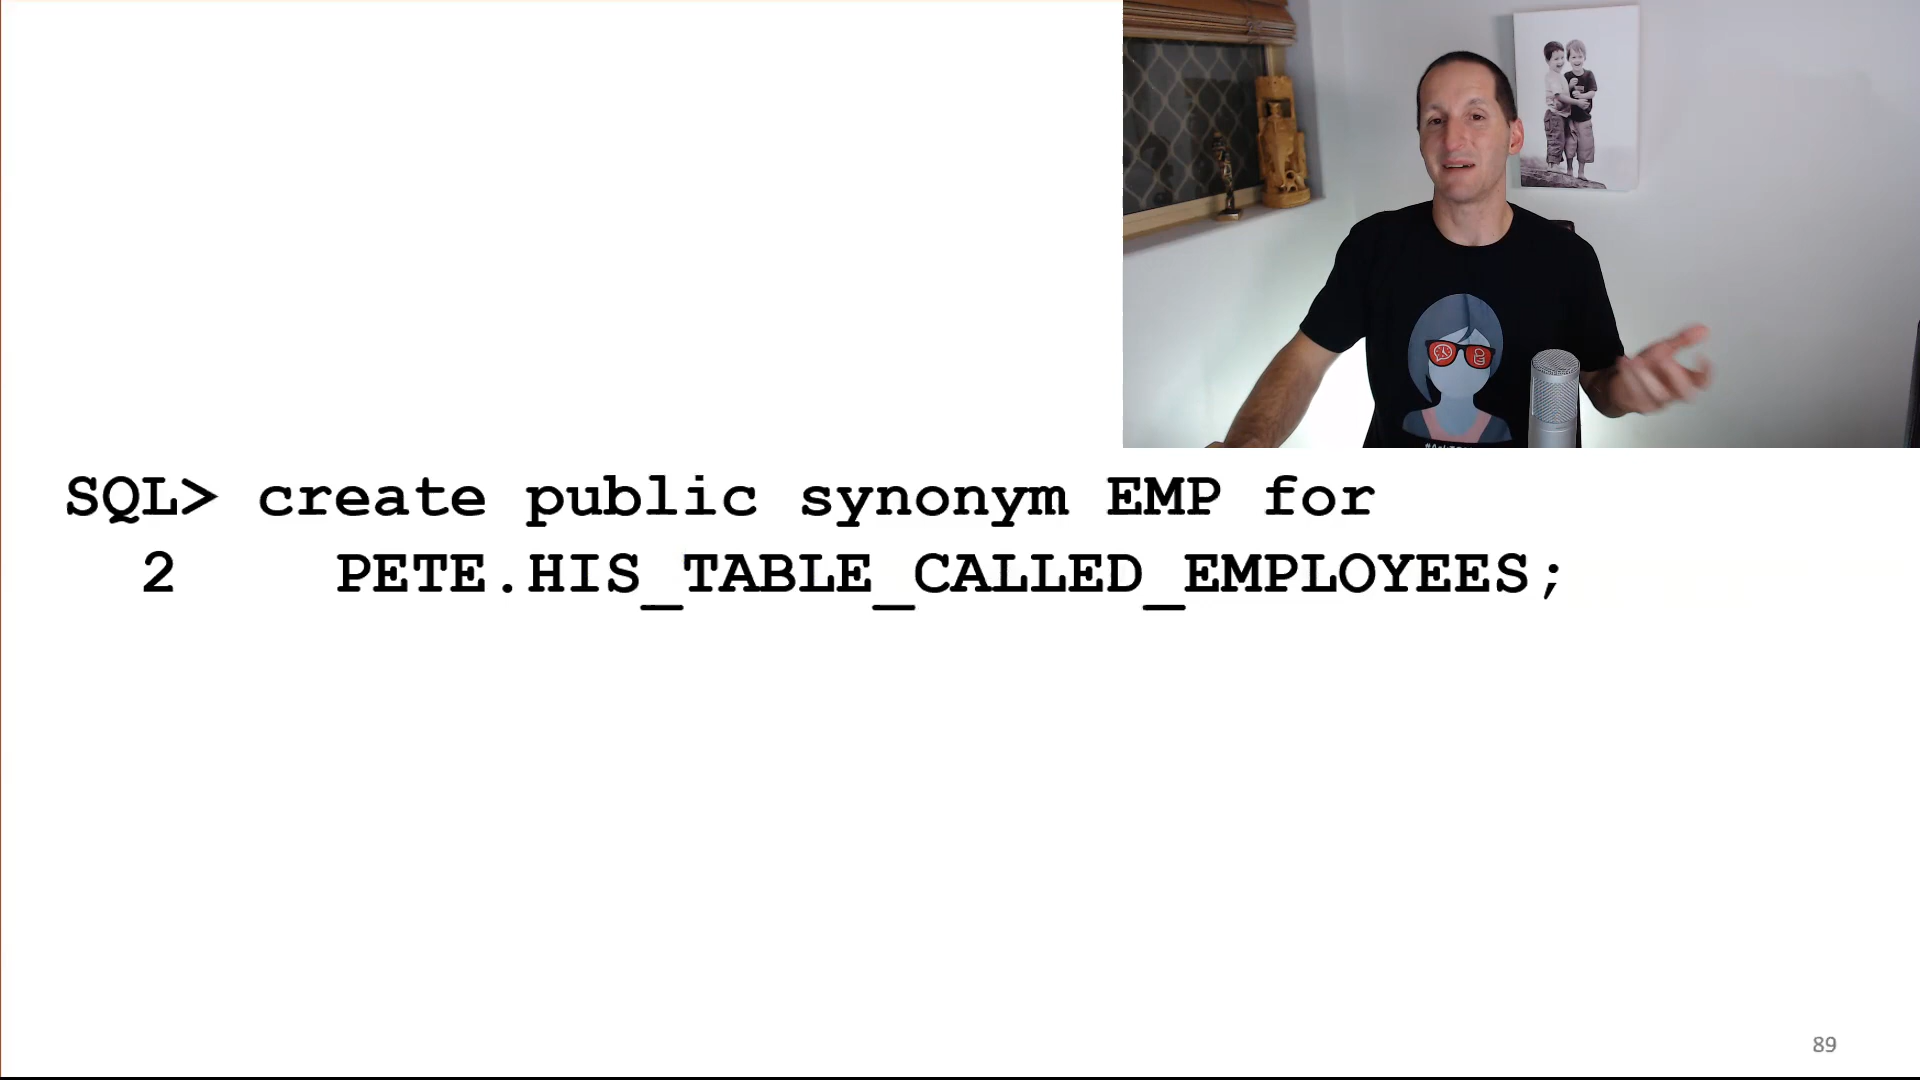 SQL> create public synonym EMP for
2 PETE.HIS_TABLE_CALLED_EMPLOYEES;
89